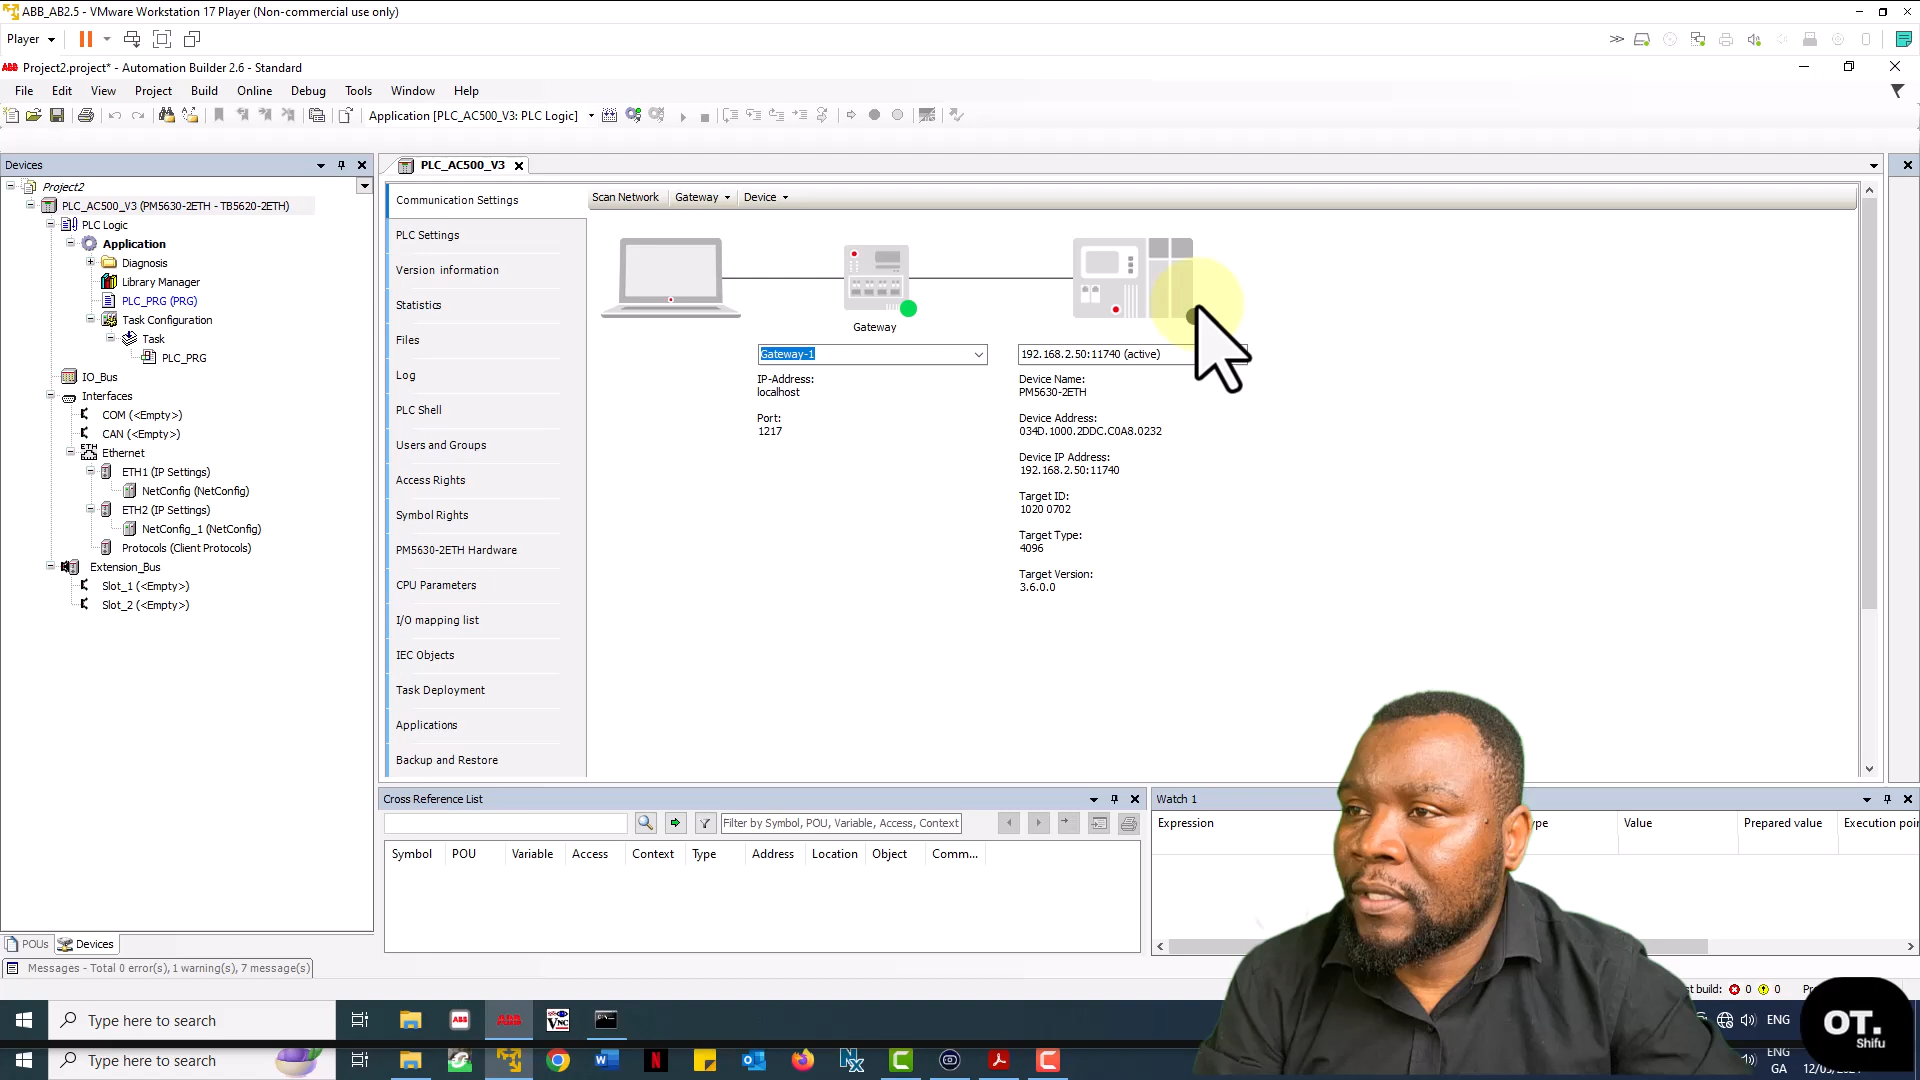 ABB_AB2.5 - VMware Workstation 17 Player (Non-commercial use only)
Player
Project2.project* - Automation Builder 2.6 - Standard
File Edit View Project Build Online Debug Tools Window Help
Application [PLC_AC500_V3: PLC Logic]
Devices
Project2
PLC_AC500_V3 (PM5630-2ETH - TB5620-2ETH)
PLC Logic
Application
Diagnosis
Library Manager
PLC_PRG (PRG)
Task Configuration
Task
PLC_PRG
IO_Bus
Interfaces
COM (<Empty>)
CAN (<Empty>)
Ethernet
ETH1 (IP Settings)
NetConfig (NetConfig)
ETH2 (IP Settings)
NetConfig_1 (NetConfig)
Protocols (Client Protocols)
Extension_Bus
Slot_1 (<Empty>)
Slot_2 (<Empty>)
POUs Devices
Messages - Total 0 error(s), 1 warning(s), 7 message(s)
PLC_AC500_V3
Communication Settings
PLC Settings
Version information
Statistics
Files
Log
PLC Shell
Users and Groups
Access Rights
Symbol Rights
PM5630-2ETH Hardware
CPU Parameters
I/O mapping list
IEC Objects
Task Deployment
Applications
Backup and Restore
Scan Network Gateway Device
Gateway
Gateway-1
IP-Address:
localhost
Port:
1217
192.168.2.50:11740 (active)
Device Name:
PM5630-2ETH
Device Address:
034D.1000.2DDC.C0A8.0232
Device IP Address:
192.168.2.50:11740
Target ID:
1020 0702
Target Type:
4096
Target Version:
3.6.0.0
Cross Reference List
Filter by Symbol, POU, Variable, Access, Context
Symbol POU Variable Access Context Type Address Location Object Comm...
Watch 1
Expression Value Prepared value Execution poin
build: 0 0
Type here to search
ABB ABB VNC
ENG
Type here to search
ENG
GA
OT.
Shifu